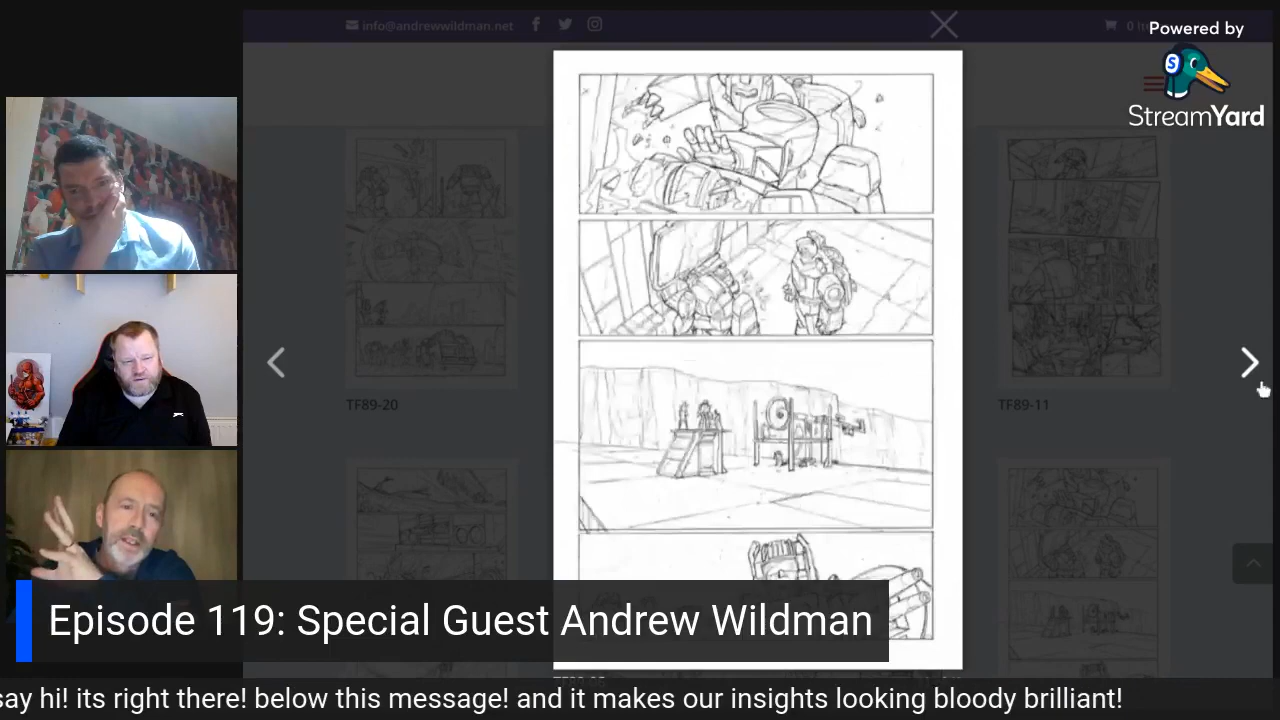 info@andrewwildman.net
Powered by
StreamYard
TF89-20
TF89-11
Episode 119: Special Guest Andrew Wildman
say hi! its right there! below this message! and it makes our insights looking bloody brilliant!